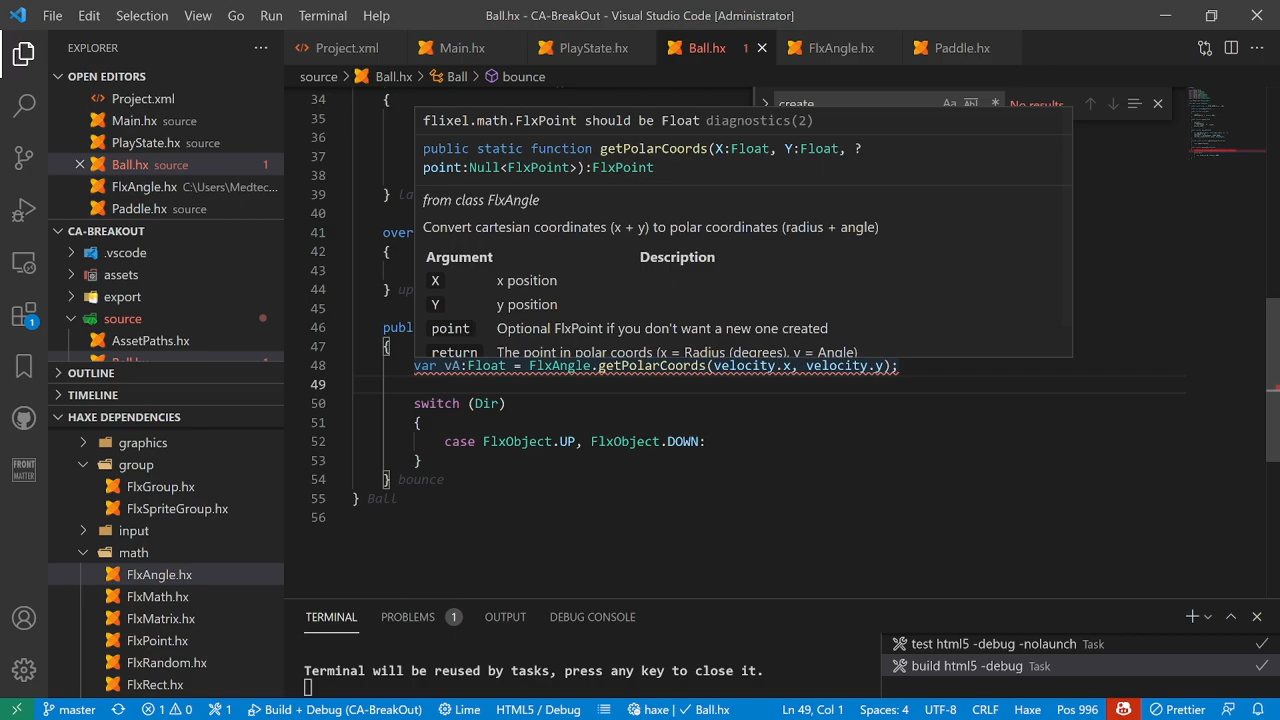 File Edit Selection View Go Run Terminal Help Ball.hx - CA-BreakOut - Visual Studio Code [Administrator]
EXPLORER
Project.xml Main.hx PlayState.hx Ball.hx 1 FlxAngle.hx Paddle.hx
source > Ball.hx > Ball > bounce
OPEN EDITORS
Project.xml
Main.hx source
PlayState.hx source
Ball.hx source 1
FlxAngle.hx C:\Users\Medtec...
Paddle.hx source
CA-BREAKOUT
.vscode
assets
export
source
AssetPaths.hx
OUTLINE
TIMELINE
HAXE DEPENDENCIES
graphics
group
FlxGroup.hx
FlxSpriteGroup.hx
input
math
FlxAngle.hx
FlxMath.hx
FlxMatrix.hx
FlxPoint.hx
FlxRandom.hx
FlxRect.hx
1
create Aa Abl .* No results
34 {
35
36
37
38
39 }
40
41 over
42 {
43
44 }
45
46 publ
47 {
flixel.math.FlxPoint should be Float diagnostics(2)
public static function getPolarCoords(X:Float, Y:Float, ?
point:Null<FlxPoint>):FlxPoint
from class FlxAngle
Convert cartesian coordinates (x + y) to polar coordinates (radius + angle)
Argument Description
X x position
Y y position
point Optional FlxPoint if you don't want a new one created
return The point in polar coords (x = Radius (degrees), y = Angle)
48 var vA:Float = FlxAngle.getPolarCoords(velocity.x, velocity.y);
49
50 switch (Dir)
51 {
52 case FlxObject.UP, FlxObject.DOWN:
53 }
54 } bounce
55 } Ball
56
TERMINAL PROBLEMS 1 OUTPUT DEBUG CONSOLE
Terminal will be reused by tasks, press any key to close it.
test html5 -debug -nolaunch Task
build html5 -debug Task
FRONT
MATTER
master 1 0 1 Build + Debug (CA-BreakOut) Lime HTML5 / Debug haxe | ✓ Ball.hx Ln 49, Col 1 Spaces: 4 UTF-8 CRLF Haxe Pos 996 Prettier